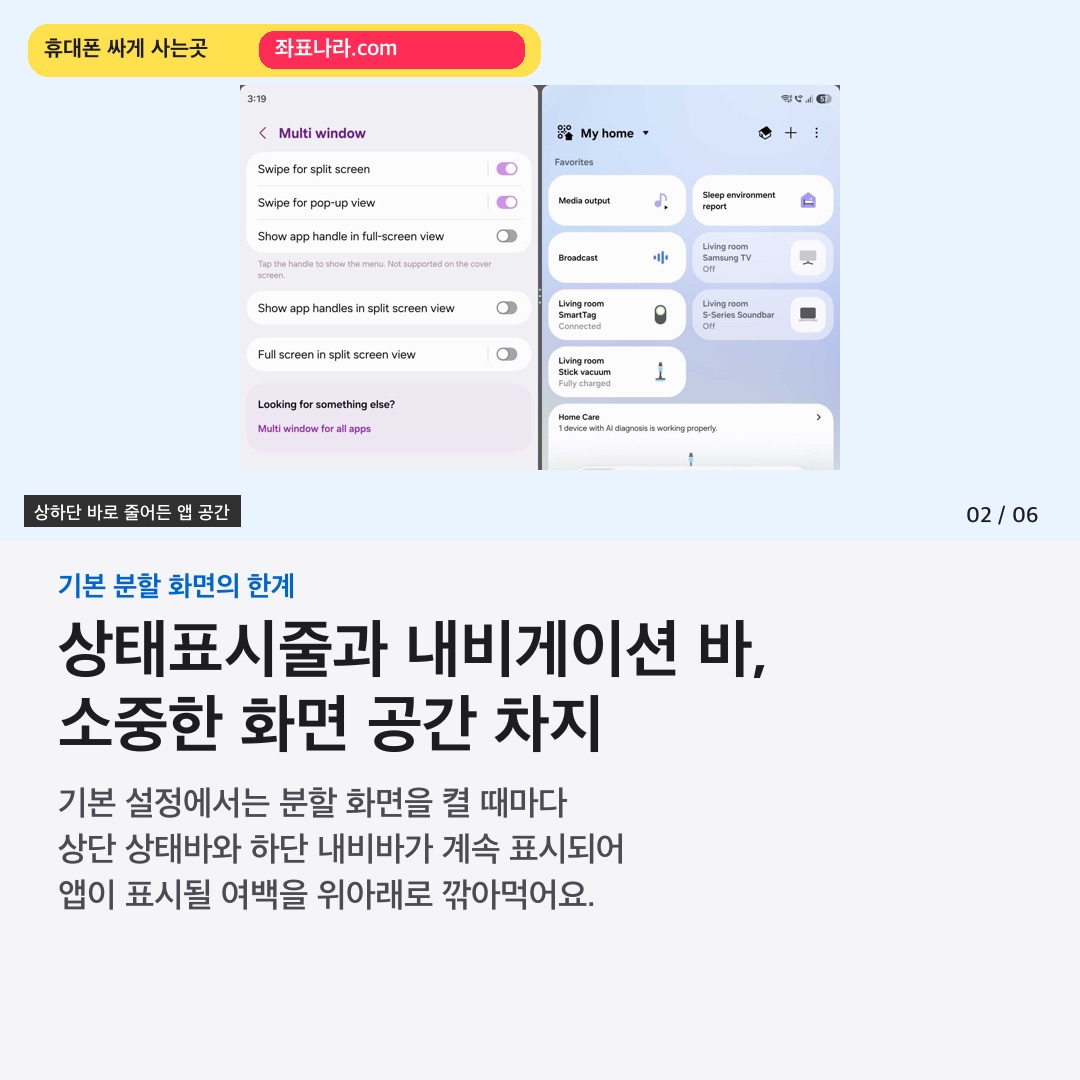 휴대폰 싸게 사는곳
좌표나라.com
3:19
Multi window
Swipe for split screen
Swipe for pop-up view
Show app handle in full-screen view
Tap the handle to show the menu. Not supported on the cover
screen.
Show app handles in split screen view
Full screen in split screen view
Looking for something else?
Multi window for all apps
57
My home
Favorites
Media output
Sleep environment
report
Broadcast
Living room
Samsung TV
Off
Living room
SmartTag
Connected
Living room
S-Series Soundbar
Off
Living room
Stick vacuum
Fully charged
Home Care
1 device with AI diagnosis is working properly.
상하단 바로 줄어든 앱 공간
02 / 06
기본 분할 화면의 한계
상태표시줄과 내비게이션 바,
소중한 화면 공간 차지
기본 설정에서는 분할 화면을 켤 때마다
상단 상태바와 하단 내비바가 계속 표시되어
앱이 표시될 여백을 위아래로 깎아먹어요.